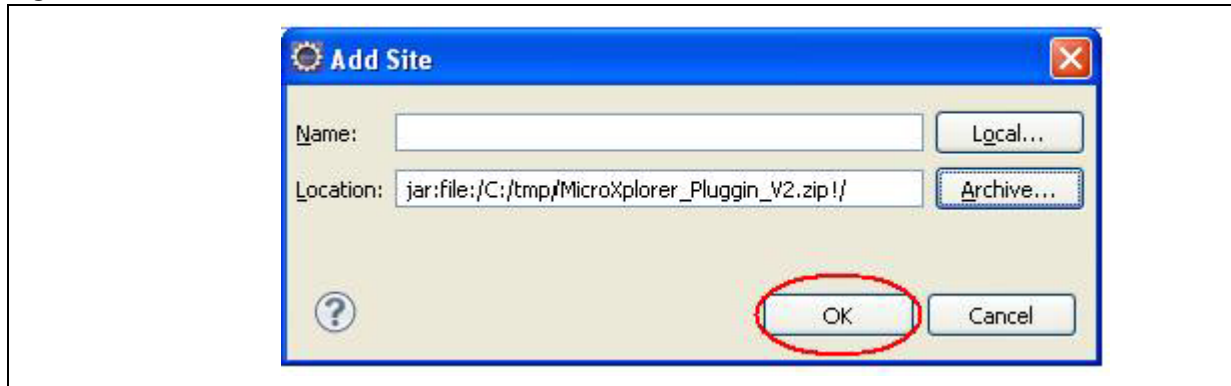 Add Site
Name: Local...
Location: jar:file:/C:/tmp/MicroXplorer_Pluggin_V2.zip!/ Archive...
? OK Cancel